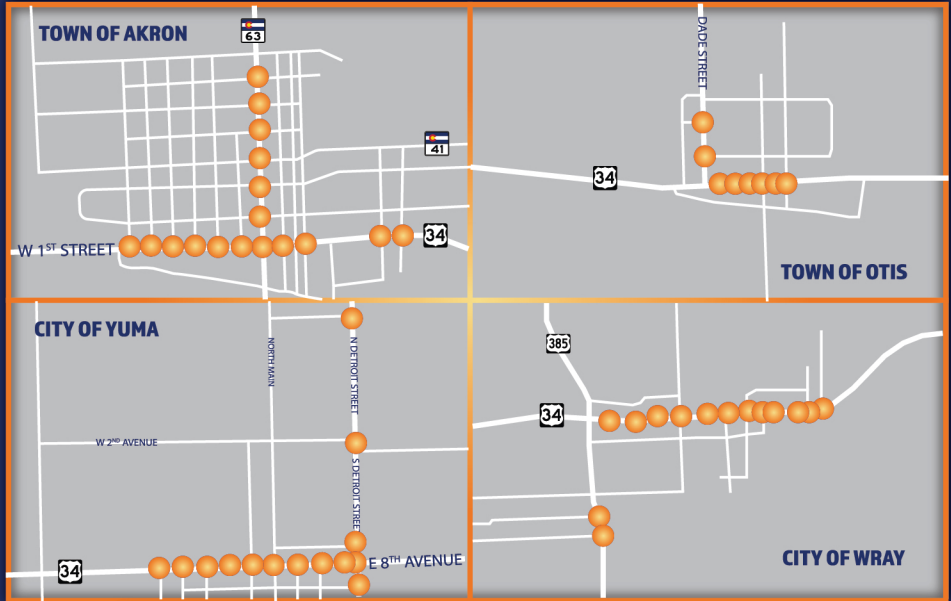 TOWN OF AKRON
63
41
34
W 1ST STREET
DADE STREET
34
TOWN OF OTIS
CITY OF YUMA
NORTH MAIN
N DETROIT STREET
W 2ND AVENUE
S DETROIT STREET
34
E 8TH AVENUE
385
34
CITY OF WRAY